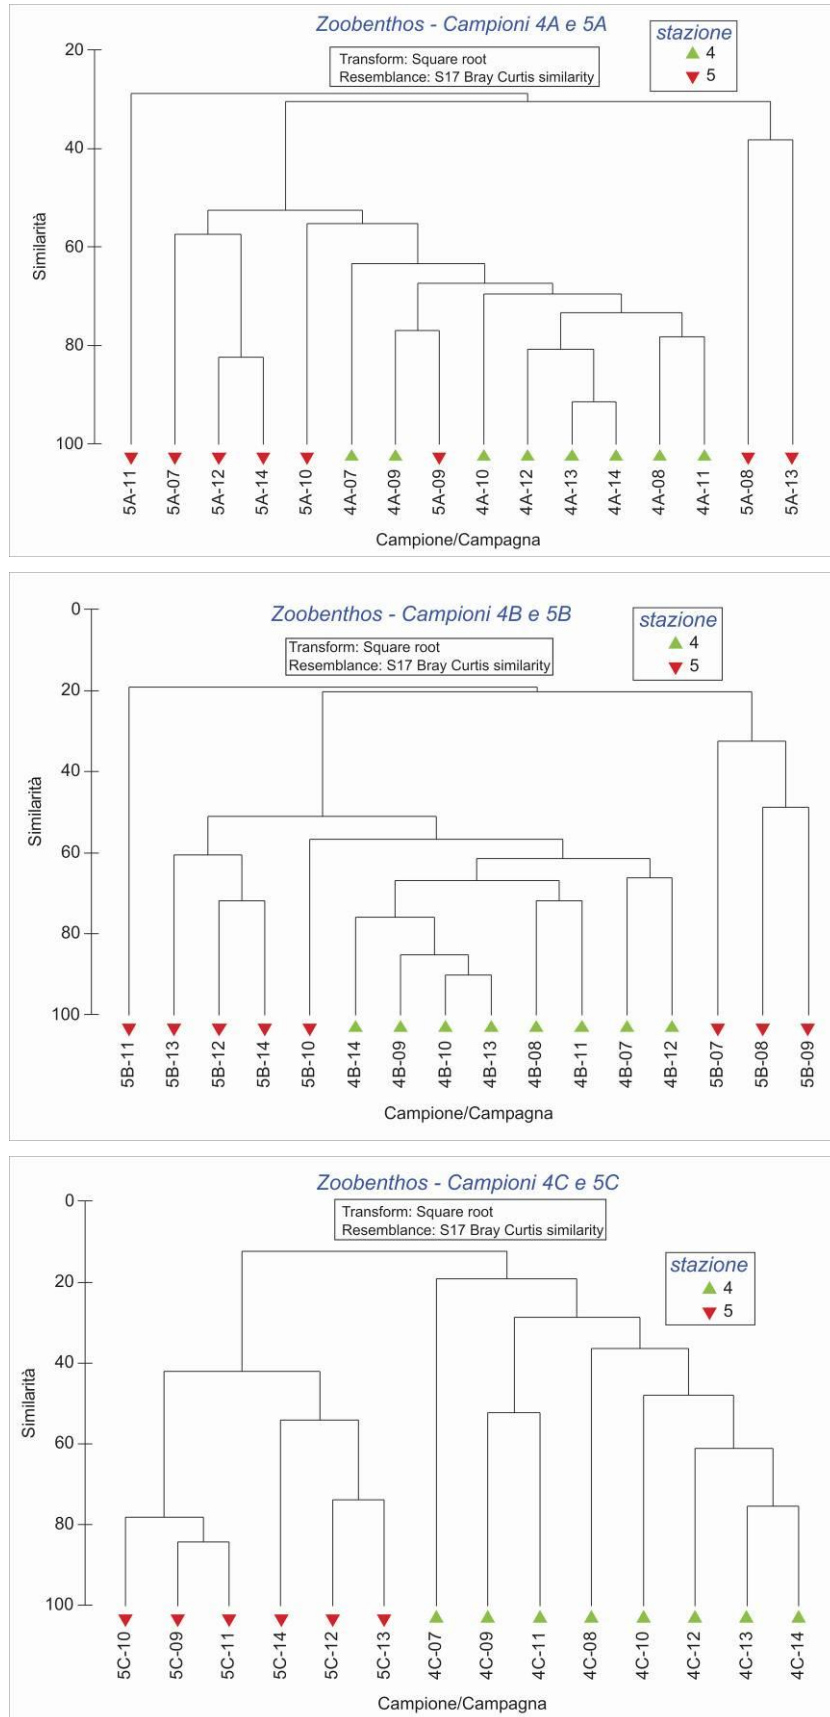 Zoobenthos - Campioni 4A e 5A
Transform: Square root
Resemblance: S17 Bray Curtis similarity
stazione
4
5
20
40
60
80
100
Similarità
5A-11
5A-07
5A-12
5A-14
5A-10
4A-07
4A-09
5A-09
4A-10
4A-12
4A-13
4A-14
4A-08
4A-11
5A-08
5A-13
Campione/Campagna
Zoobenthos - Campioni 4B e 5B
Transform: Square root
Resemblance: S17 Bray Curtis similarity
stazione
4
5
0
20
40
60
80
100
Similarità
5B-11
5B-13
5B-12
5B-14
5B-10
4B-14
4B-09
4B-10
4B-13
4B-08
4B-11
4B-07
4B-12
5B-07
5B-08
5B-09
Campione/Campagna
Zoobenthos - Campioni 4C e 5C
Transform: Square root
Resemblance: S17 Bray Curtis similarity
stazione
4
5
0
20
40
60
80
100
Similarità
5C-10
5C-09
5C-11
5C-14
5C-12
5C-13
4C-07
4C-09
4C-11
4C-08
4C-10
4C-12
4C-13
4C-14
Campione/Campagna